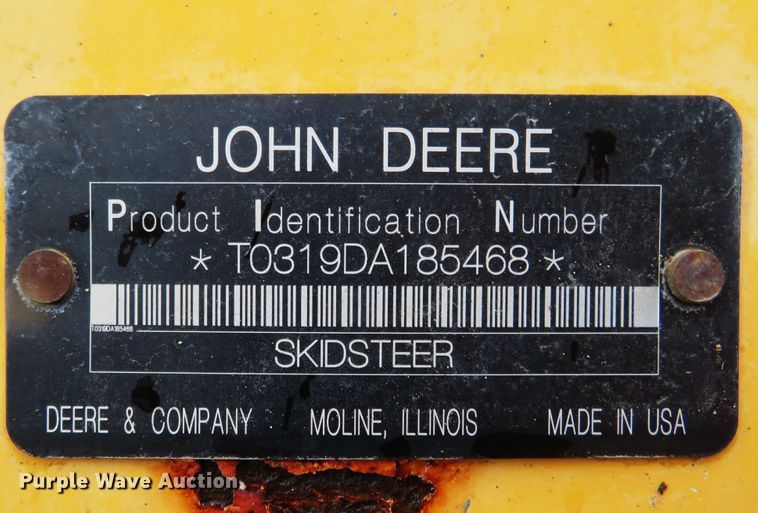 JOHN DEERE
Product Identification Number
* T0319DA185468 *
T0319DA185468
SKIDSTEER
DEERE & COMPANY MOLINE, ILLINOIS MADE IN USA
Purple Wave Auction